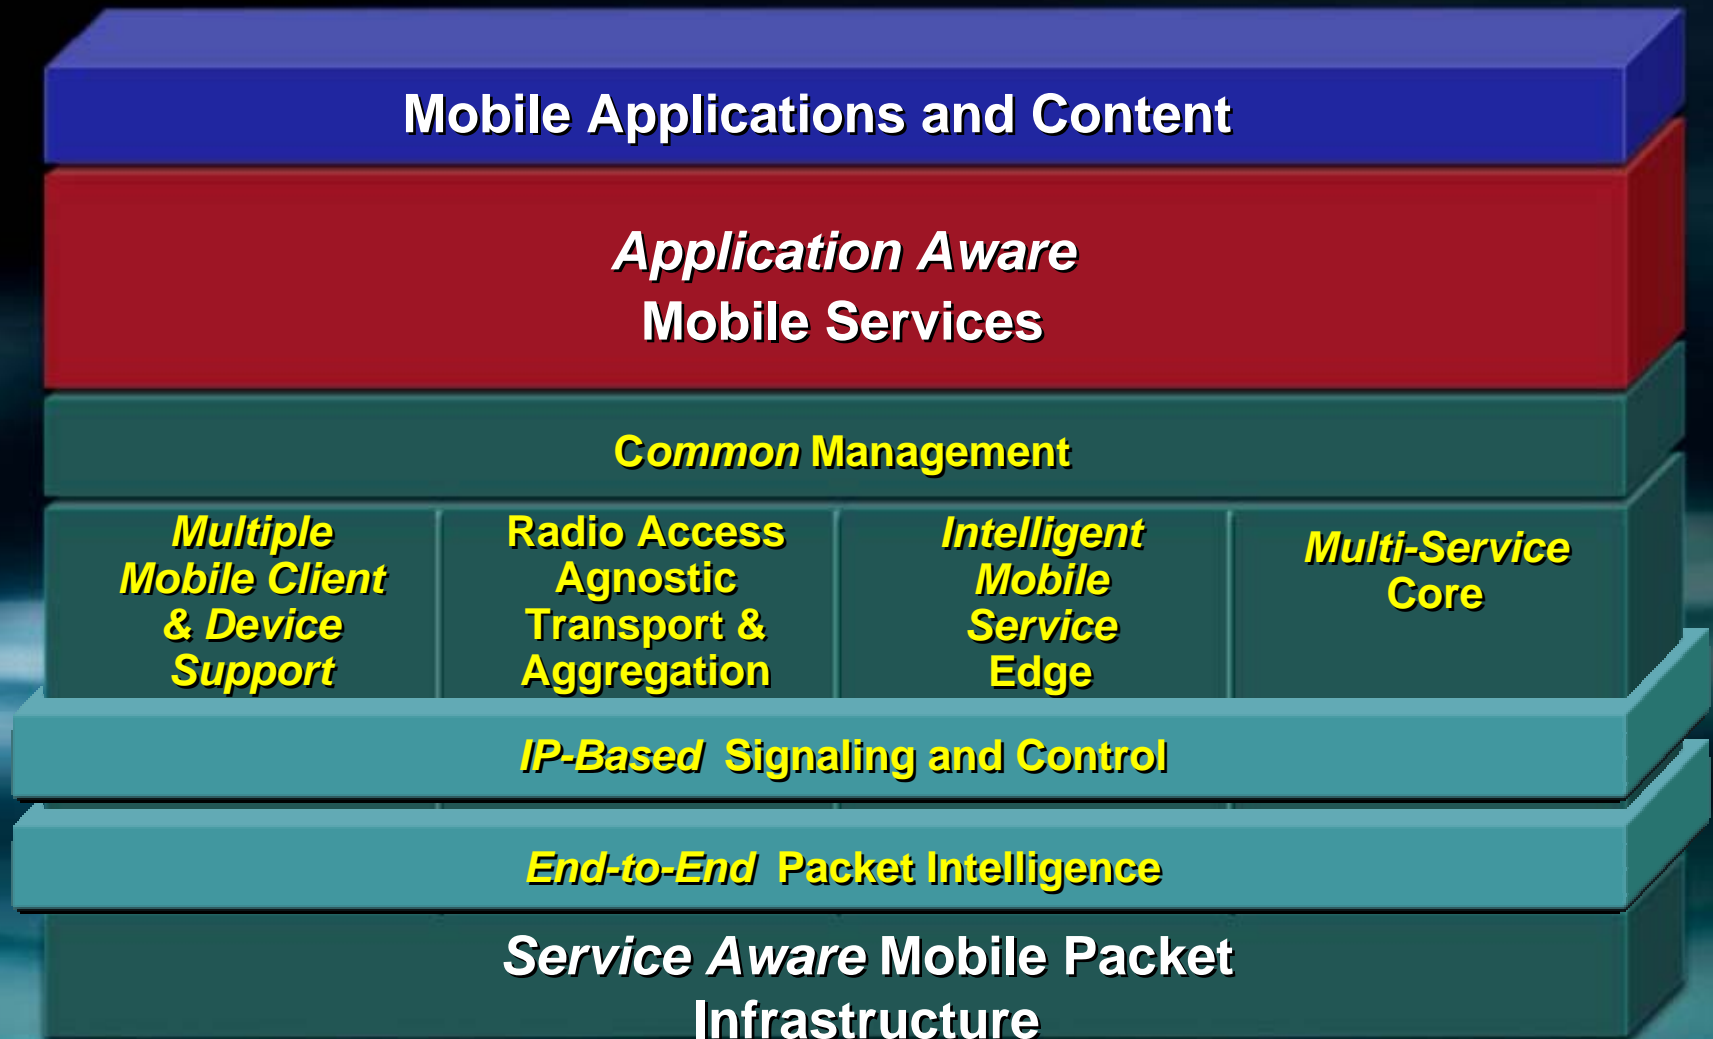 Mobile Applications and Content
Application Aware
Mobile Services
Common Management
Multiple
Mobile Client
& Device
Support
Radio Access
Agnostic
Transport &
Aggregation
Intelligent
Mobile
Service
Edge
Multi-Service
Core
IP-Based Signaling and Control
End-to-End Packet Intelligence
Service Aware Mobile Packet
Infrastructure